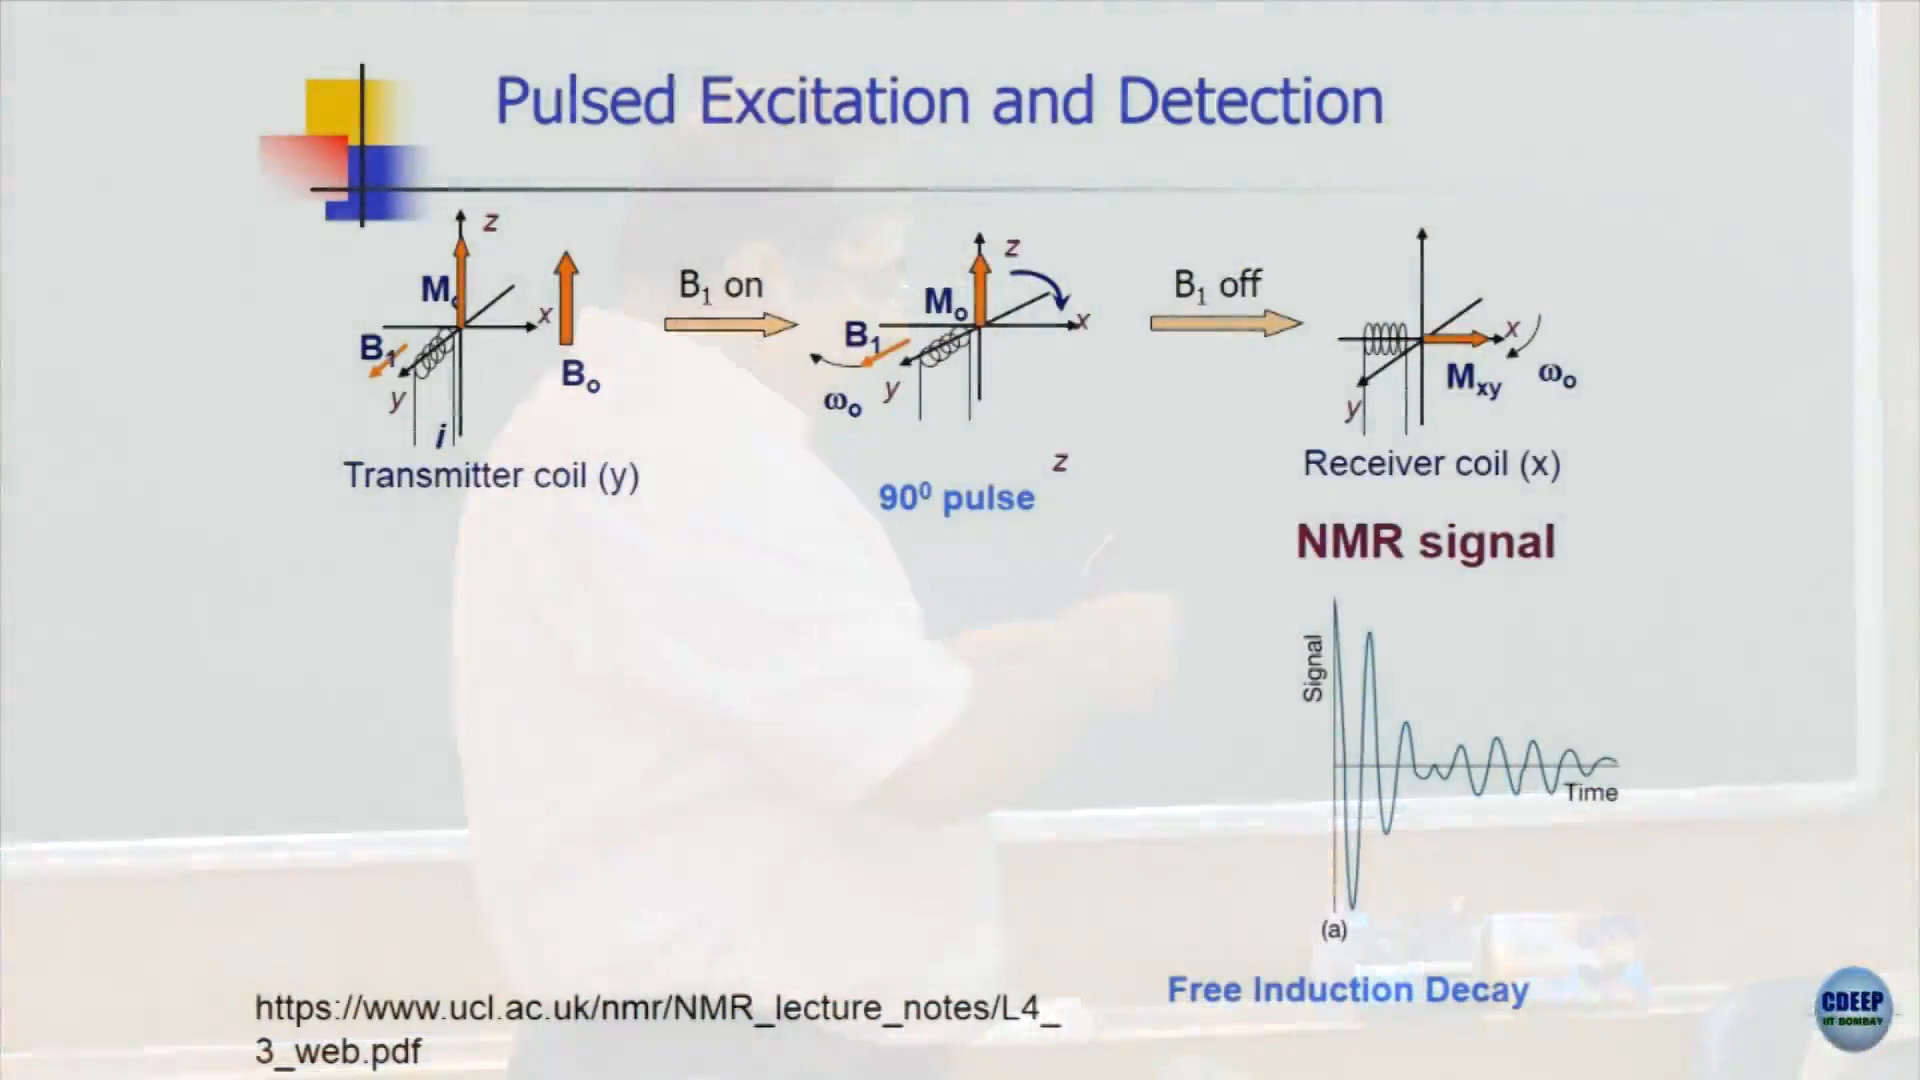 Pulsed Excitation and Detection
z
M
x
B1
y
i
Bo
Transmitter coil (y)
B1 on
z
Mo
x
B1
y
ωo
z
90⁰ pulse
B1 off
x
Mxy
ωo
y
Receiver coil (x)
NMR signal
Signal
Time
(a)
Free Induction Decay
https://www.ucl.ac.uk/nmr/NMR_lecture_notes/L4_
3_web.pdf
CDEEP
IIT BOMBAY